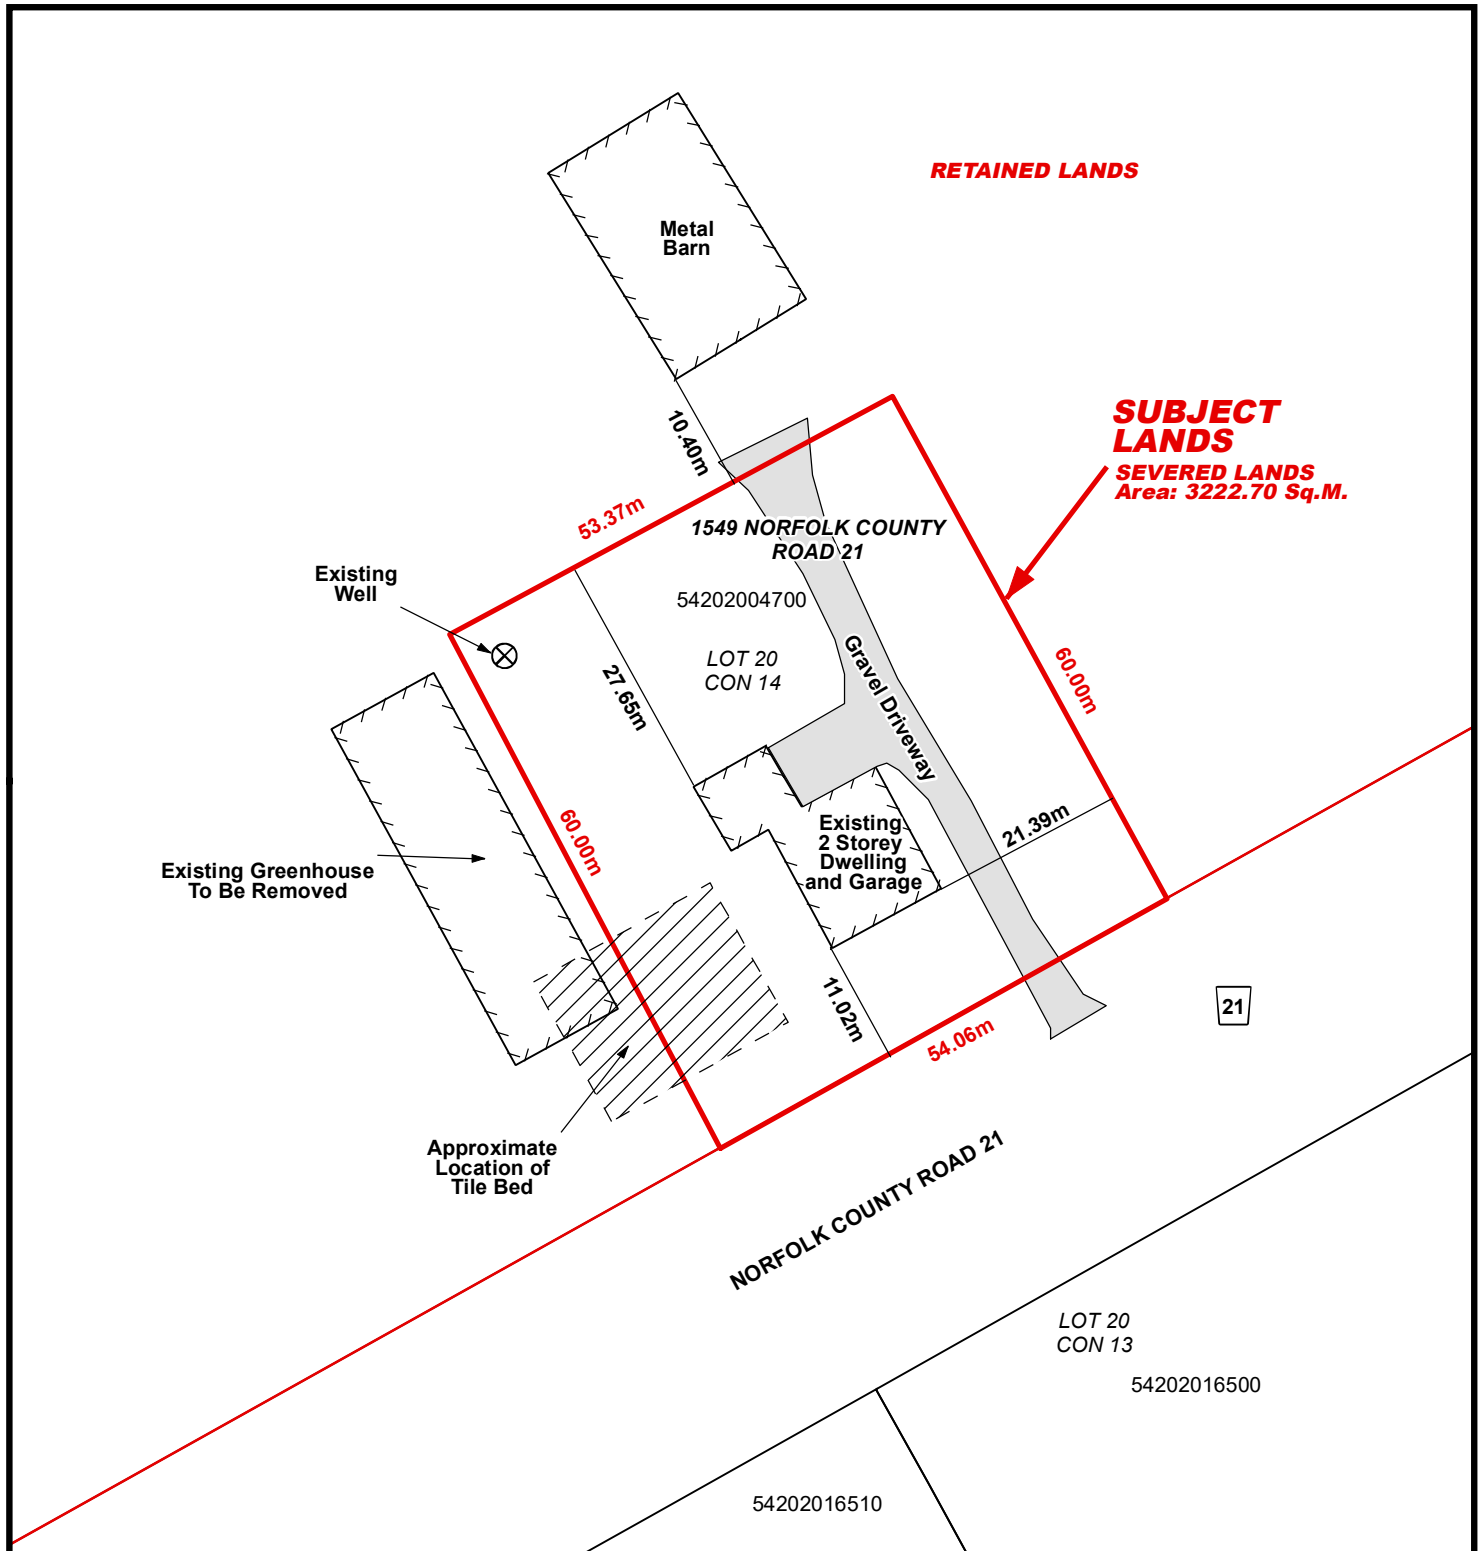 RETAINED LANDS
Metal
Barn
SUBJECT
LANDS
SEVERED LANDS
Area: 3222.70 Sq.M.
10.40m
53.37m
1549 NORFOLK COUNTY
ROAD 21
Existing
Well
54202004700
LOT 20
CON 14
27.65m
Gravel Driveway
60.00m
60.00m
Existing
2 Storey
Dwelling
and Garage
21.39m
Existing Greenhouse
To Be Removed
11.02m
54.06m
21
Approximate
Location of
Tile Bed
NORFOLK COUNTY ROAD 21
LOT 20
CON 13
54202016500
54202016510